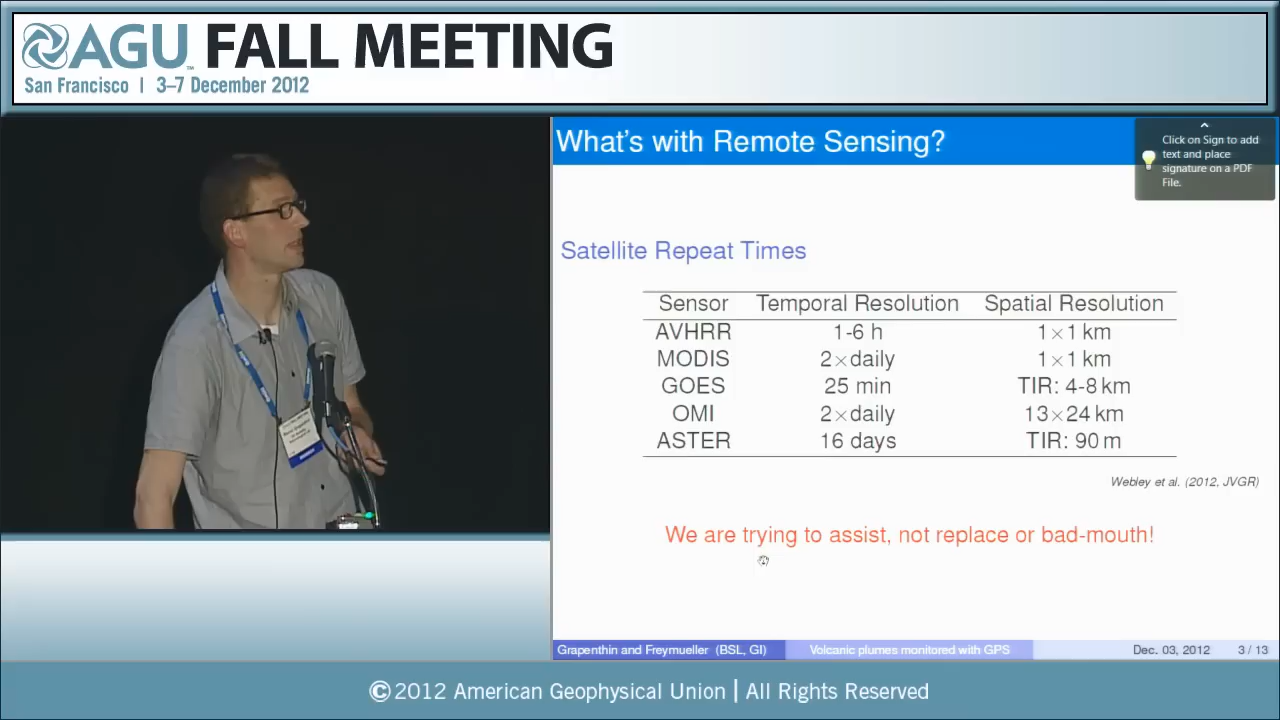 AGU FALL MEETING
San Francisco | 3–7 December 2012
What's with Remote Sensing?
Click on Sign to add
text and place
signature on a PDF
File.
Satellite Repeat Times
Sensor Temporal Resolution Spatial Resolution
AVHRR 1-6 h 1×1 km
MODIS 2×daily 1×1 km
GOES 25 min TIR: 4-8 km
OMI 2×daily 13×24 km
ASTER 16 days TIR: 90 m
Webley et al. (2012, JVGR)
We are trying to assist, not replace or bad-mouth!
Grapenthin and Freymueller (BSL, GI) Volcanic plumes monitored with GPS Dec. 03, 2012 3 / 13
©2012 American Geophysical Union | All Rights Reserved